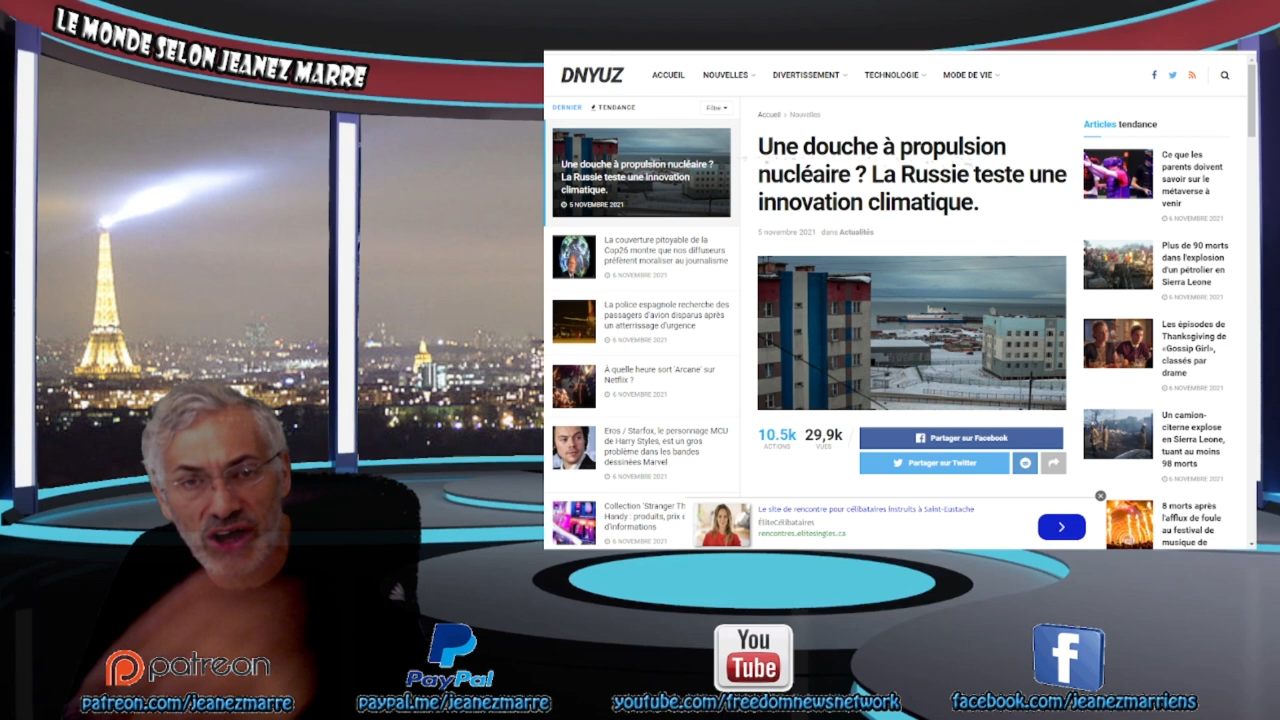 LE MONDE SELON JEANEZ MARRE
DNYUZ
ACCUEIL
NOUVELLES
DIVERTISSEMENT
TECHNOLOGIE
MODE DE VIE
DERNIER
TENDANCE
Filtre
Une douche à propulsion nucléaire ?
La Russie teste une innovation
climatique.
5 NOVEMBRE 2021
La couverture pitoyable de la
Cop26 montre que nos diffuseurs
préfèrent moraliser au journalisme
6 NOVEMBRE 2021
La police espagnole recherche des
passagers d'avion disparus après
un atterrissage d'urgence
6 NOVEMBRE 2021
À quelle heure sort 'Arcane' sur
Netflix ?
6 NOVEMBRE 2021
Eros / Starfox, le personnage MCU
de Harry Styles, est un gros
problème dans les bandes
dessinées Marvel
6 NOVEMBRE 2021
Collection 'Stranger Th
Handy : produits, prix e
d'informations
6 NOVEMBRE 2021
Accueil > Nouvelles
Une douche à propulsion
nucléaire ? La Russie teste une
innovation climatique.
5 novembre 2021 dans Actualités
10.5k
ACTIONS
29,9k
VUES
Partager sur Facebook
Partager sur Twitter
Le site de rencontre pour célibataires instruits à Saint-Eustache
ÉliteCélibataires
rencontres.elitesingles.ca
Articles tendance
Ce que les
parents doivent
savoir sur le
métaverse à
venir
6 NOVEMBRE 2021
Plus de 90 morts
dans l'explosion
d'un pétrolier en
Sierra Leone
6 NOVEMBRE 2021
Les épisodes de
Thanksgiving de
«Gossip Girl»,
classés par
drame
6 NOVEMBRE 2021
Un camion-
citerne explose
en Sierra Leone,
tuant au moins
98 morts
6 NOVEMBRE 2021
8 morts après
l'afflux de foule
au festival de
musique de
patreon
patreon.com/jeanezmarre
PayPal
paypal.me/jeanezmarre
You
Tube
youtube.com/freedomnewsnetwork
f
facebook.com/jeanezmarriens